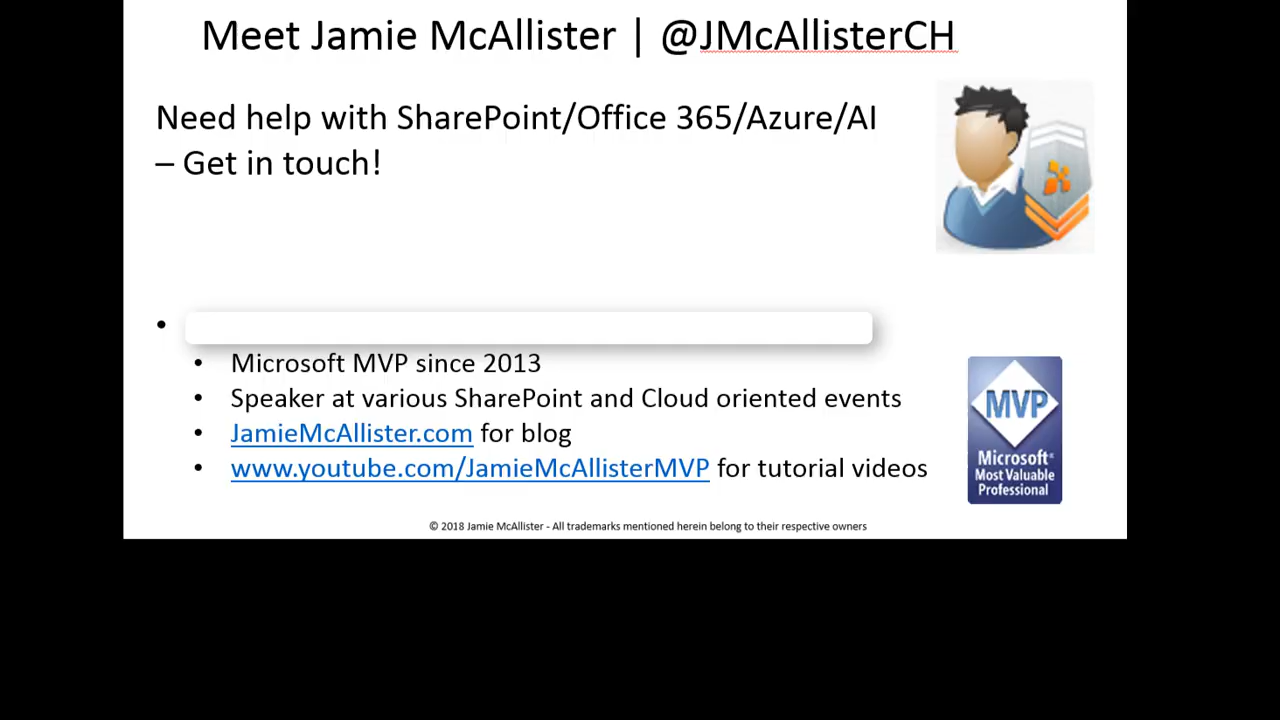 Meet Jamie McAllister | @JMcAllisterCH
Need help with SharePoint/Office 365/Azure/AI
– Get in touch!
•
• Microsoft MVP since 2013
• Speaker at various SharePoint and Cloud oriented events
• JamieMcAllister.com for blog
• www.youtube.com/JamieMcAllisterMVP for tutorial videos
MVP
Microsoft®
Most Valuable
Professional
© 2018 Jamie McAllister - All trademarks mentioned herein belong to their respective owners